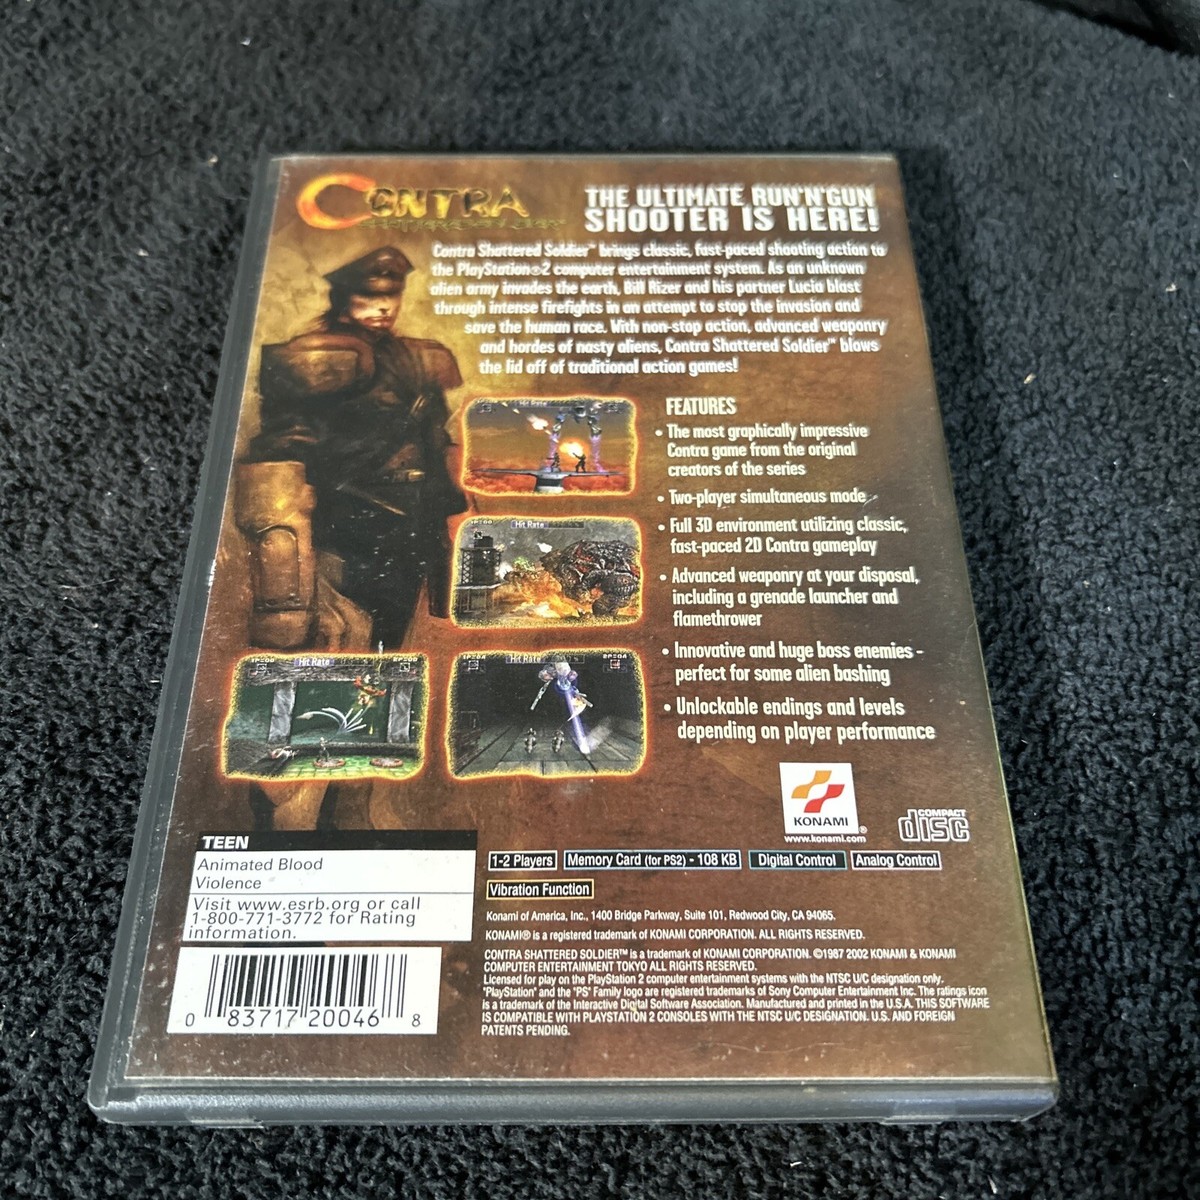 CONTRA
THE ULTIMATE RUN'N'GUN
SHOOTER IS HERE!
Contra Shattered Soldier™ brings classic, fast-paced shooting action to
the PlayStation®2 computer entertainment system. As an unknown
alien army invades the earth, Bill Rizer and his partner Lucia blast
through intense firefights in an attempt to stop the invasion and
save the human race. With non-stop action, advanced weaponry
and hordes of nasty aliens, Contra Shattered Soldier™ blows
the lid off of traditional action games!
FEATURES
• The most graphically impressive
Contra game from the original
creators of the series
• Two-player simultaneous mode
• Full 3D environment utilizing classic,
fast-paced 2D Contra gameplay
• Advanced weaponry at your disposal,
including a grenade launcher and
flamethrower
• Innovative and huge boss enemies -
perfect for some alien bashing
• Unlockable endings and levels
depending on player performance
Hit Rate
Hit Rate
Hit Rate
Hit Rate
KONAMI
®
www.konami.com
COMPACT
disc
TEEN
Animated Blood
Violence
Visit www.esrb.org or call
1-800-771-3772 for Rating
information.
1-2 Players
Memory Card (for PS2) - 108 KB
Digital Control
Analog Control
Vibration Function
Konami of America, Inc., 1400 Bridge Parkway, Suite 101, Redwood City, CA 94065.
KONAMI® is a registered trademark of KONAMI CORPORATION. ALL RIGHTS RESERVED.
CONTRA SHATTERED SOLDIER™ is a trademark of KONAMI CORPORATION. ©1987 2002 KONAMI & KONAMI
COMPUTER ENTERTAINMENT TOKYO ALL RIGHTS RESERVED.
Licensed for play on the PlayStation 2 computer entertainment systems with the NTSC U/C designation only.
"PlayStation" and the "PS" Family logo are registered trademarks of Sony Computer Entertainment Inc. The ratings icon
is a trademark of the Interactive Digital Software Association. Manufactured and printed in the U.S.A. THIS SOFTWARE
IS COMPATIBLE WITH PLAYSTATION 2 CONSOLES WITH THE NTSC U/C DESIGNATION. U.S. AND FOREIGN
PATENTS PENDING.
0 83717 20046 8